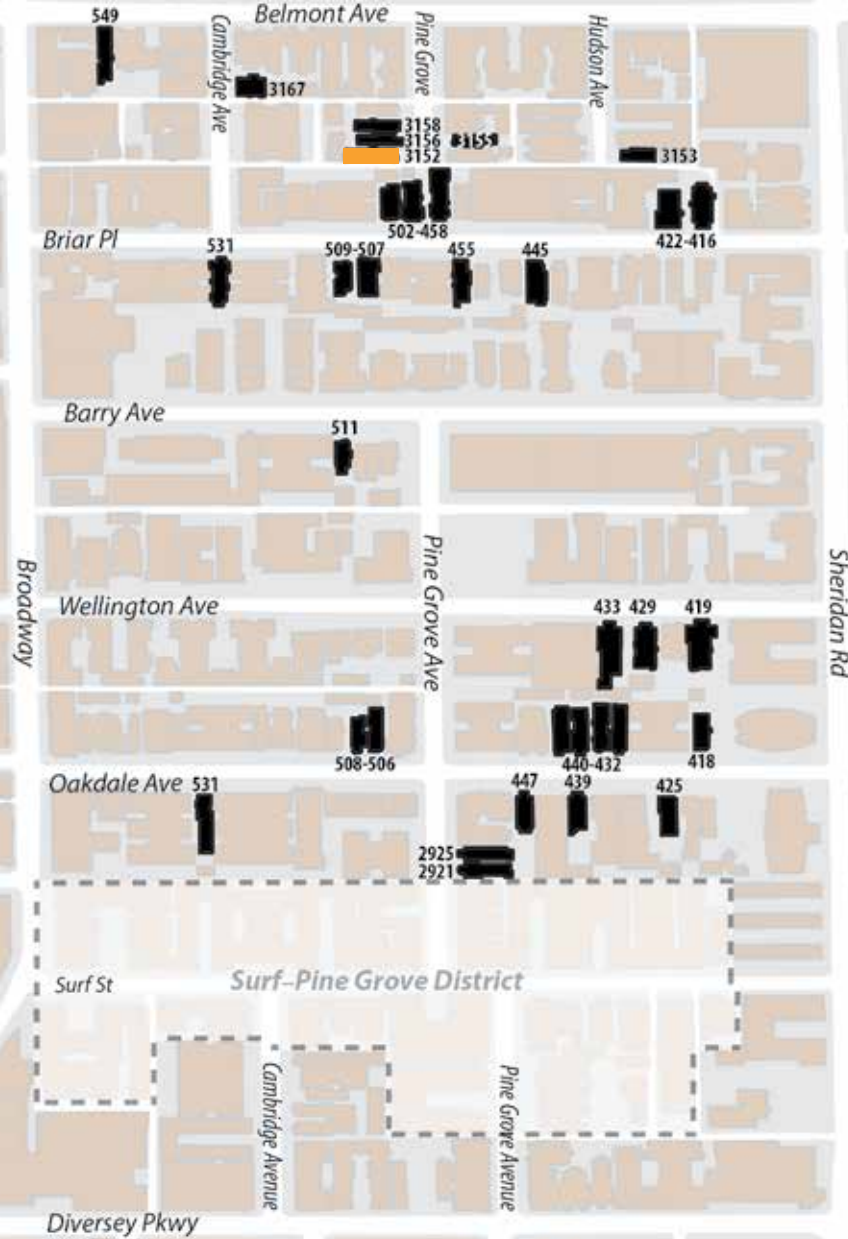 549
Belmont Ave
Cambridge Ave
Pine Grove
Hudson Ave
3167
3158
3156
3152
3153
502-458
422-416
Briar Pl
531
509-507
455
445
Barry Ave
511
Broadway
Pine Grove Ave
Sheridan Rd
Wellington Ave
433
429
419
508-506
440-432
418
Oakdale Ave
531
447
439
425
2925
2921
Surf St
Surf–Pine Grove District
Cambridge Avenue
Pine Grove Avenue
Diversey Pkwy